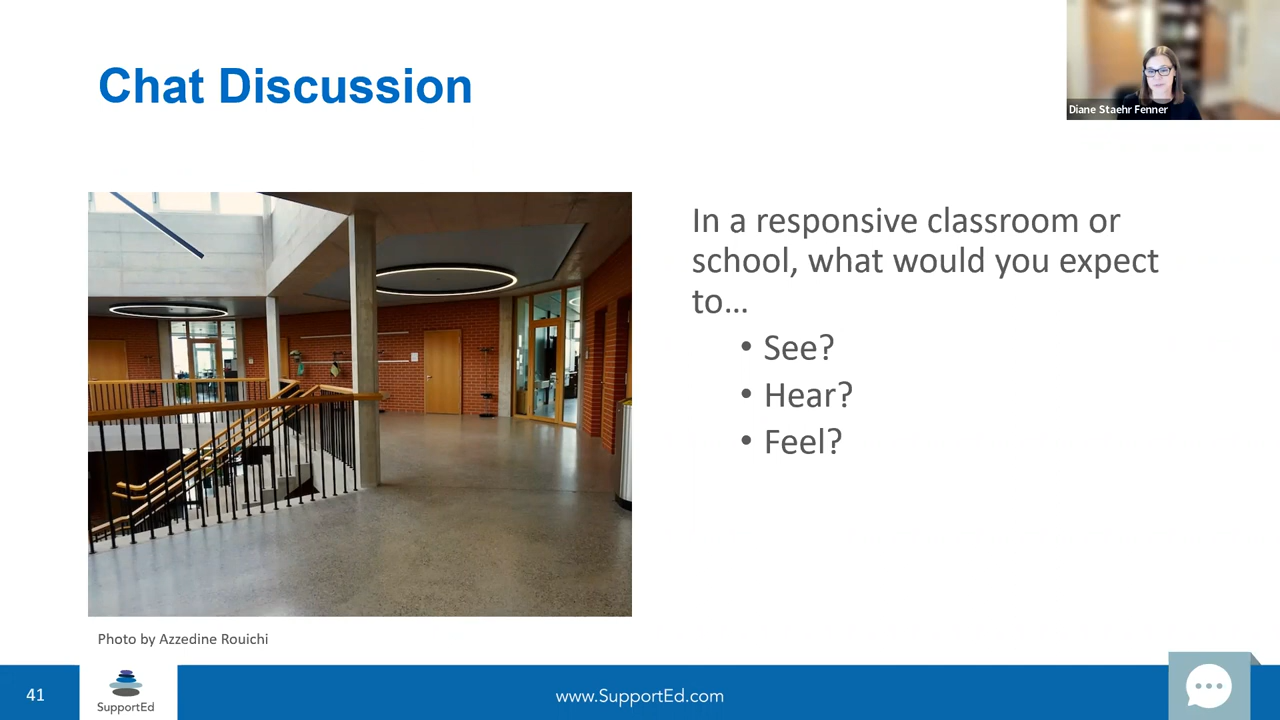 Chat Discussion
Diane Staehr Fenner
In a responsive classroom or
school, what would you expect
to...
• See?
• Hear?
• Feel?
Photo by Azzedine Rouichi
41
SupportEd
www.SupportEd.com